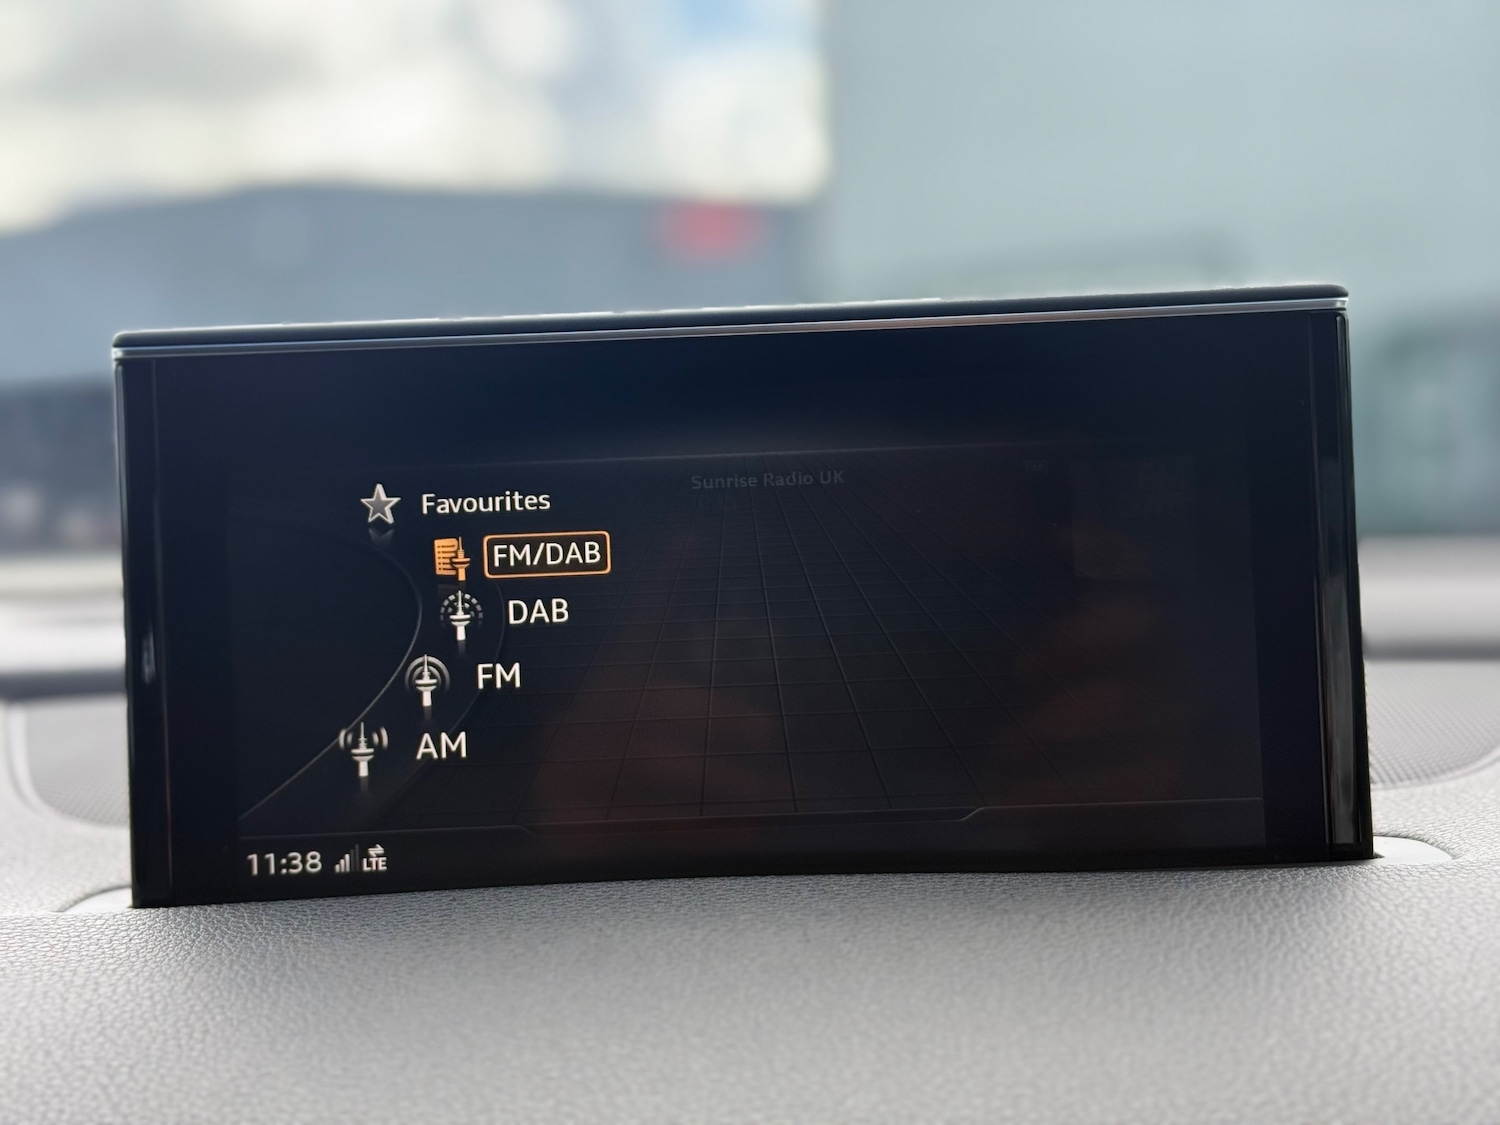 Sunrise Radio UK
Favourites
FM/DAB
DAB
FM
AM
11:38 LTE